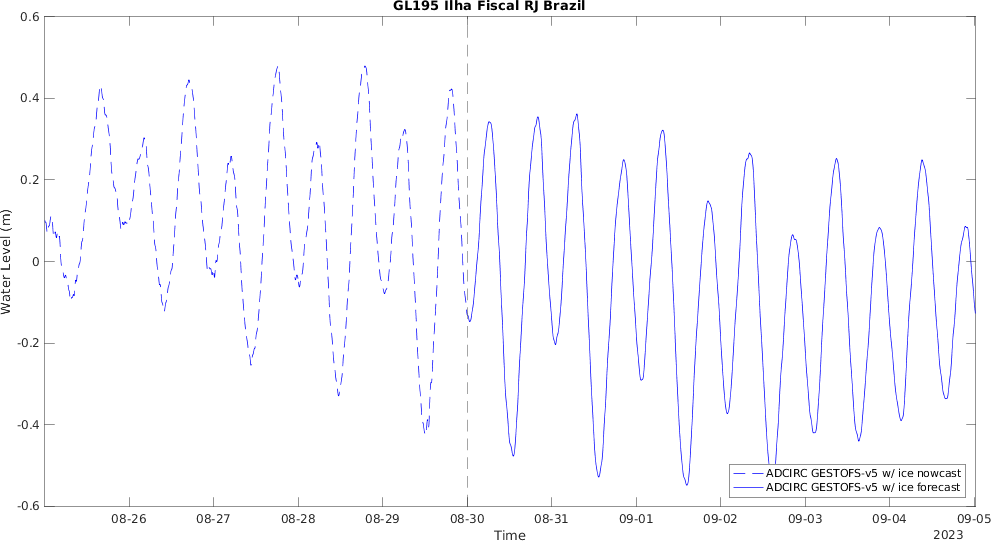 GL195 Ilha Fiscal RJ Brazil
0.6
0.4
0.2
0
-0.2
-0.4
-0.6
Water Level (m)
ADCIRC GESTOFS-v5 w/ ice nowcast
ADCIRC GESTOFS-v5 w/ ice forecast
08-26 08-27 08-28 08-29 08-30 08-31 09-01 09-02 09-03 09-04 09-05
Time
2023